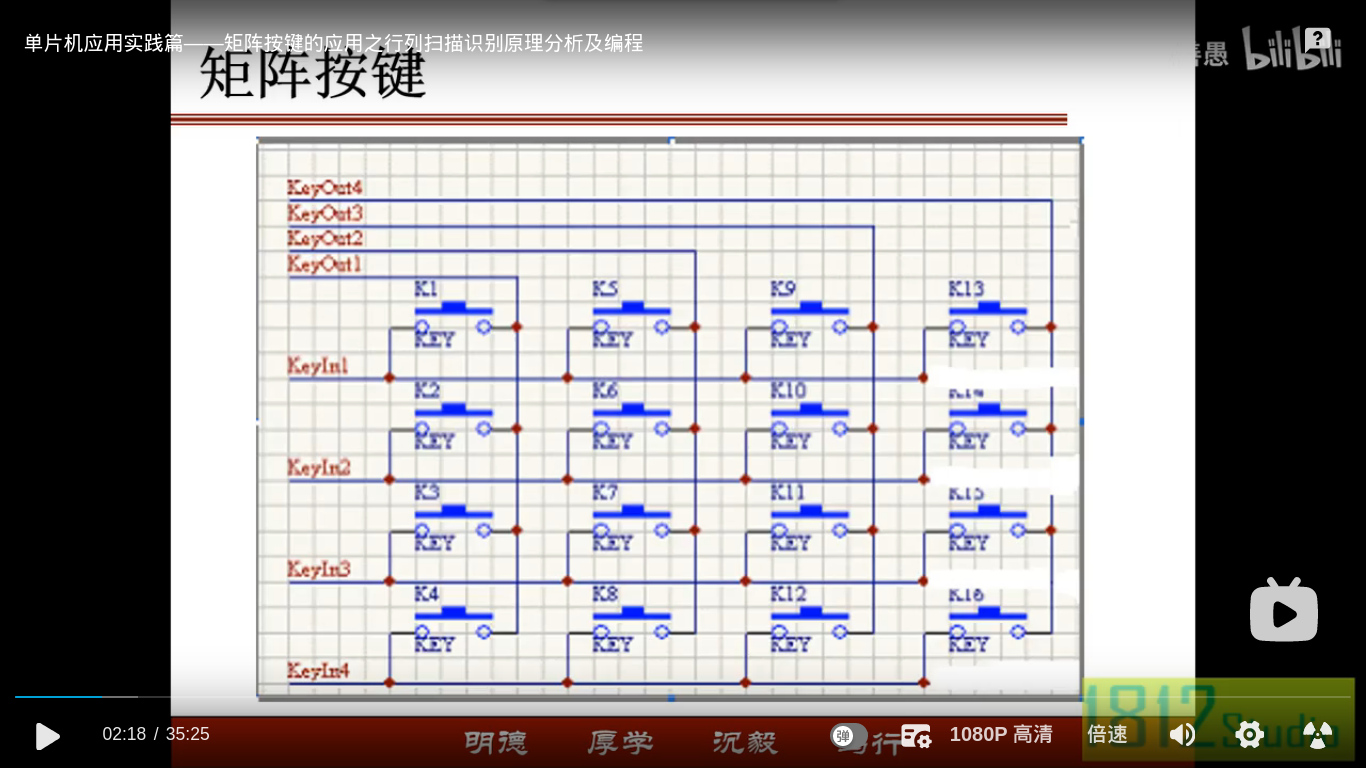 单片机应用实践篇——矩阵按键的应用之行列扫描识别原理分析及编程
愚 bilibili
矩阵按键
KeyOut4
KeyOut3
KeyOut2
KeyOut1
K1 K5 K9 K13
KEY KEY KEY KEY
KeyIn1
K2 K6 K10 K14
KEY KEY KEY KEY
KeyIn2
K3 K7 K11 K15
KEY KEY KEY KEY
KeyIn3
K4 K8 K12 K16
KEY KEY KEY KEY
KeyIn4
1812 Studio
02:18 / 35:25
弹
1080P 高清
倍速
明德 厚学 沉毅 笃行